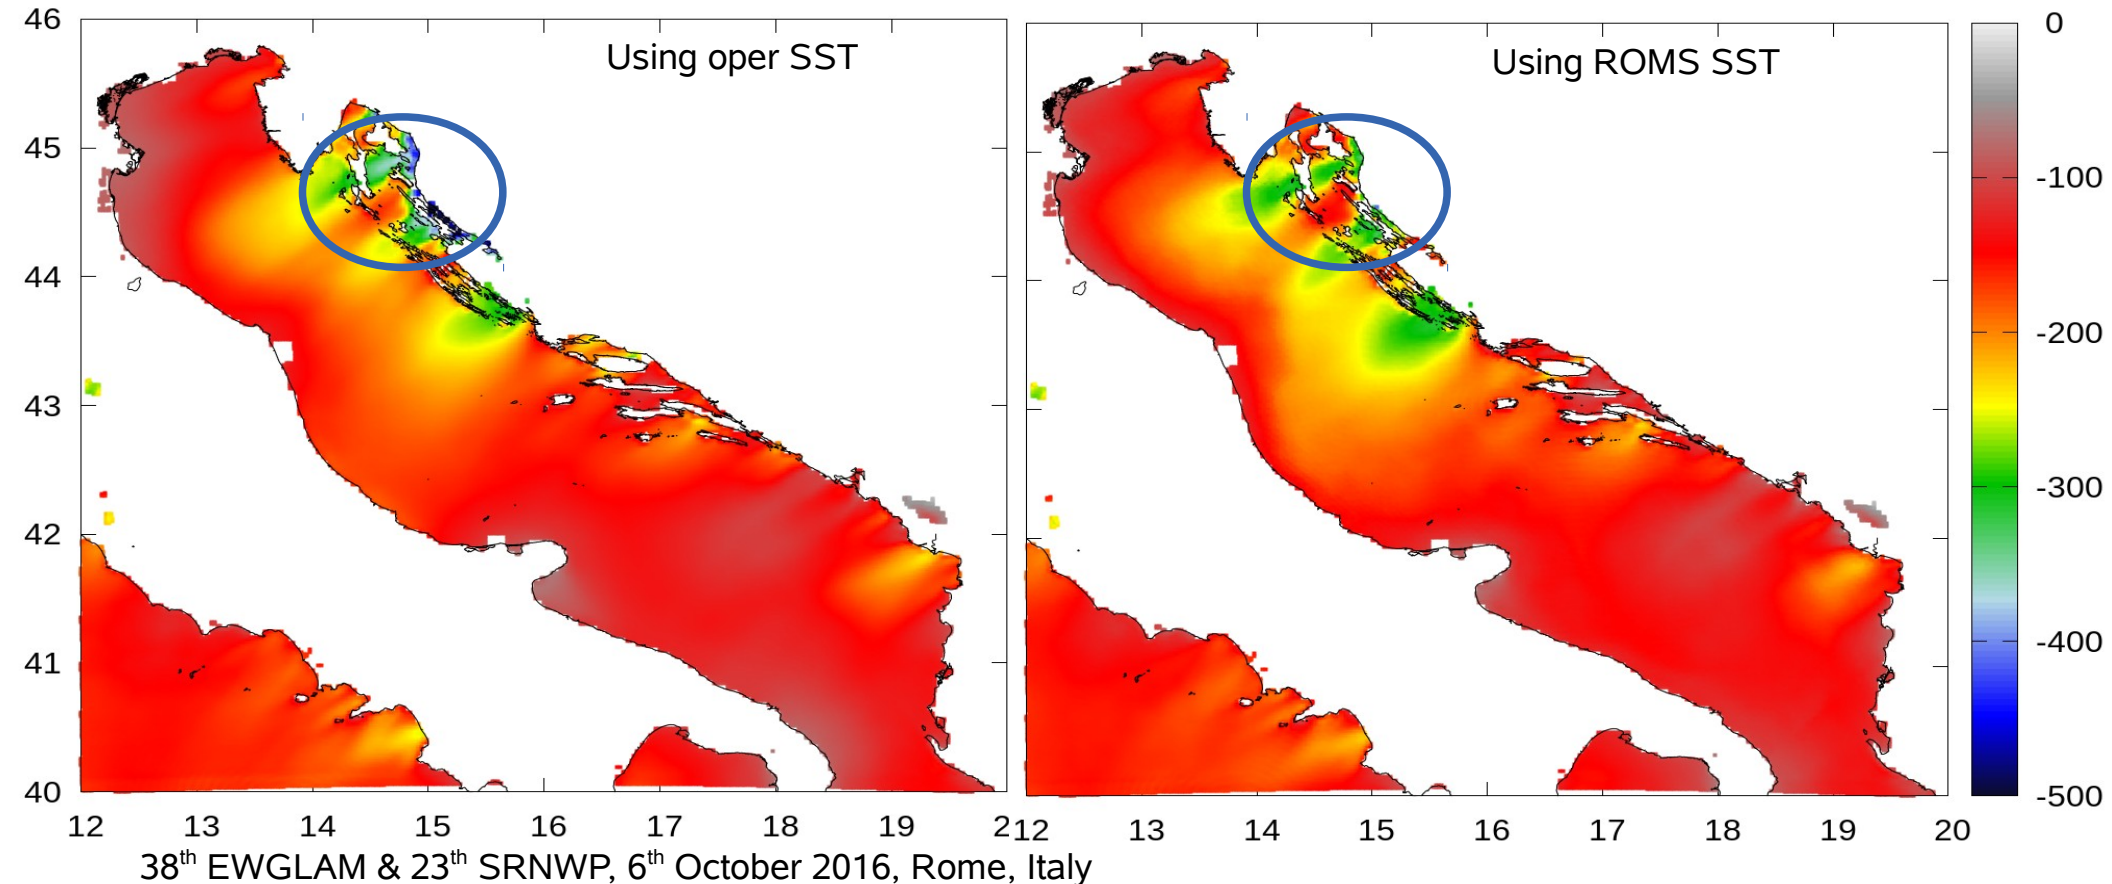 Using oper SST
Using ROMS SST
46
45
44
43
42
41
40
12 13 14 15 16 17 18 19 2
12 13 14 15 16 17 18 19 20
0
-100
-200
-300
-400
-500
38th EWGLAM & 23th SRNWP, 6th October 2016, Rome, Italy